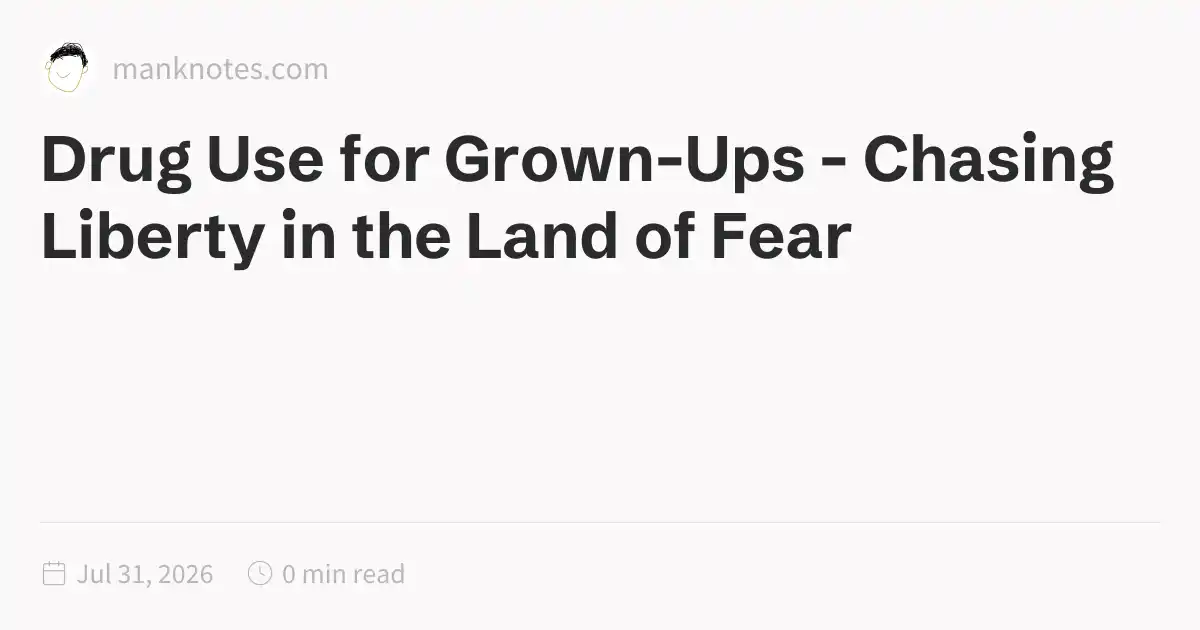 manknotes.com
Drug Use for Grown-Ups - Chasing
Liberty in the Land of Fear
Jul 31, 2026
0 min read